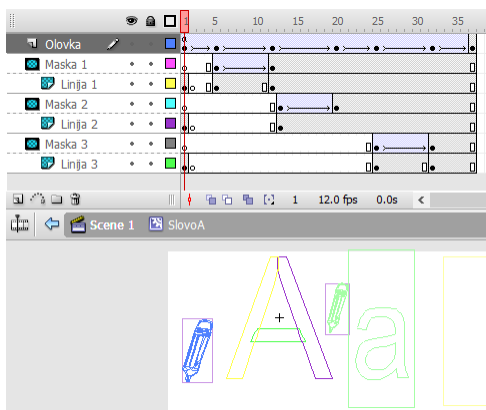 1 5 10 15 20 25 30 35
Olovka
Maska 1
Linija 1
Maska 2
Linija 2
Maska 3
Linija 3
1 12.0 fps 0.0s
Scene 1 SlovoA
A a